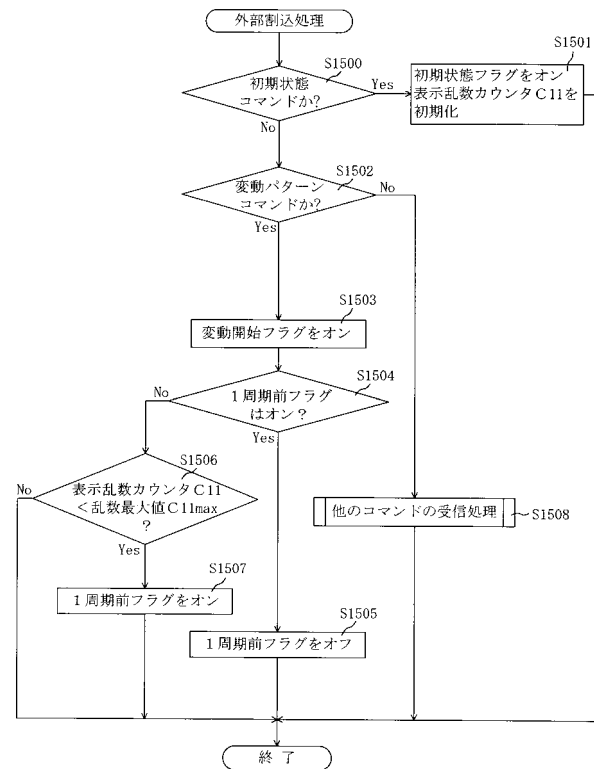 外部割込処理
S1500
初期状態
コマンドか?
Yes
No
S1501
初期状態フラグをオン
表示乱数カウンタC11を
初期化
S1502
変動パターン
コマンドか?
No
Yes
S1503
変動開始フラグをオン
S1504
1周期前フラグ
はオン?
No
Yes
S1506
表示乱数カウンタC11
<乱数最大値C11max
?
No
Yes
S1507
1周期前フラグをオン
S1505
1周期前フラグをオフ
他のコマンドの受信処理
S1508
終了